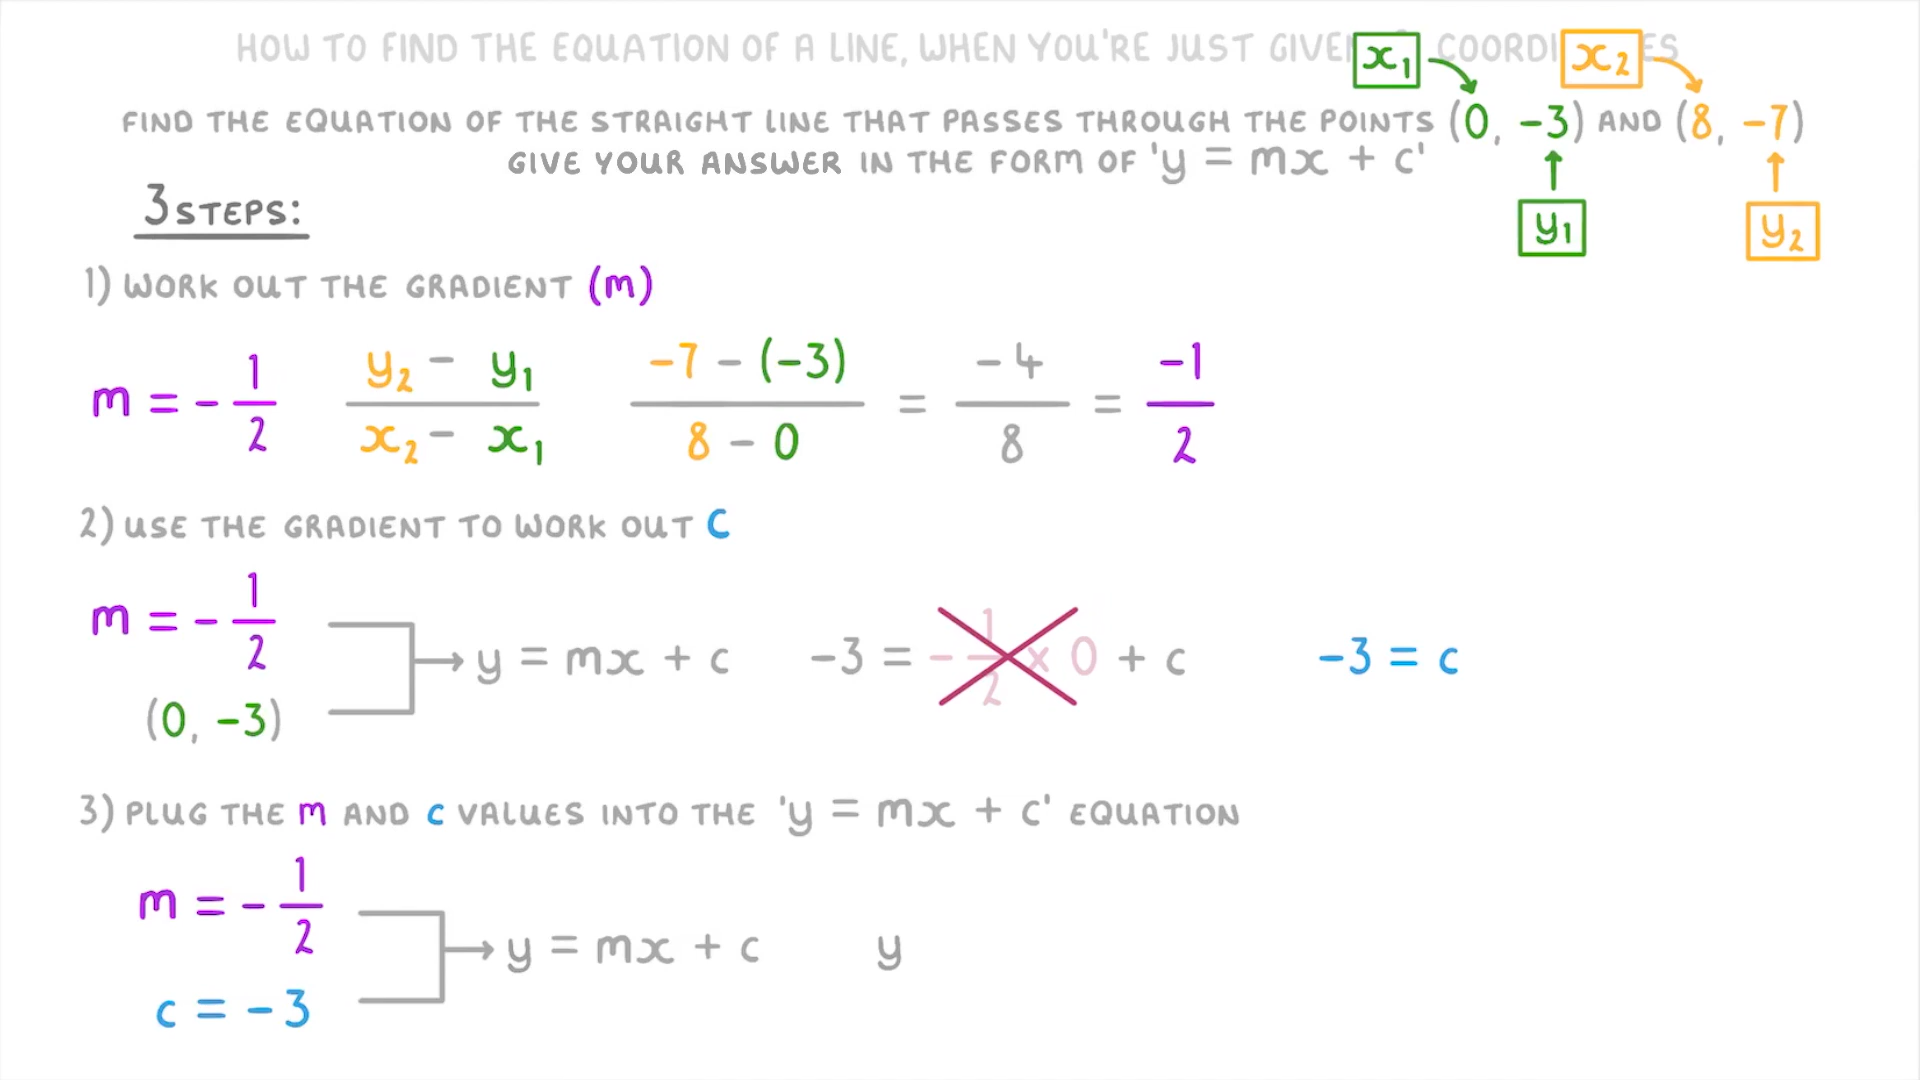 HOW TO FIND THE EQUATION OF A LINE, WHEN YOU'RE JUST GIVEN
x₁
x₂
FIND THE EQUATION OF THE STRAIGHT LINE THAT PASSES THROUGH THE POINTS (0, -3) AND (8, -7)
GIVE YOUR ANSWER IN THE FORM OF 'y = mx + c'
y₁
y₂
3 STEPS:
1) WORK OUT THE GRADIENT (m)
m = - 1/2
y₂ - y₁ / x₂ - x₁
-7 - (-3) / 8 - 0 = -4 / 8 = -1 / 2
2) USE THE GRADIENT TO WORK OUT C
m = - 1/2
(0, -3)
y = mx + c
-3 = - 1/2 x 0 + c
-3 = c
3) PLUG THE m AND c VALUES INTO THE 'y = mx + c' EQUATION
m = - 1/2
c = -3
y = mx + c
y